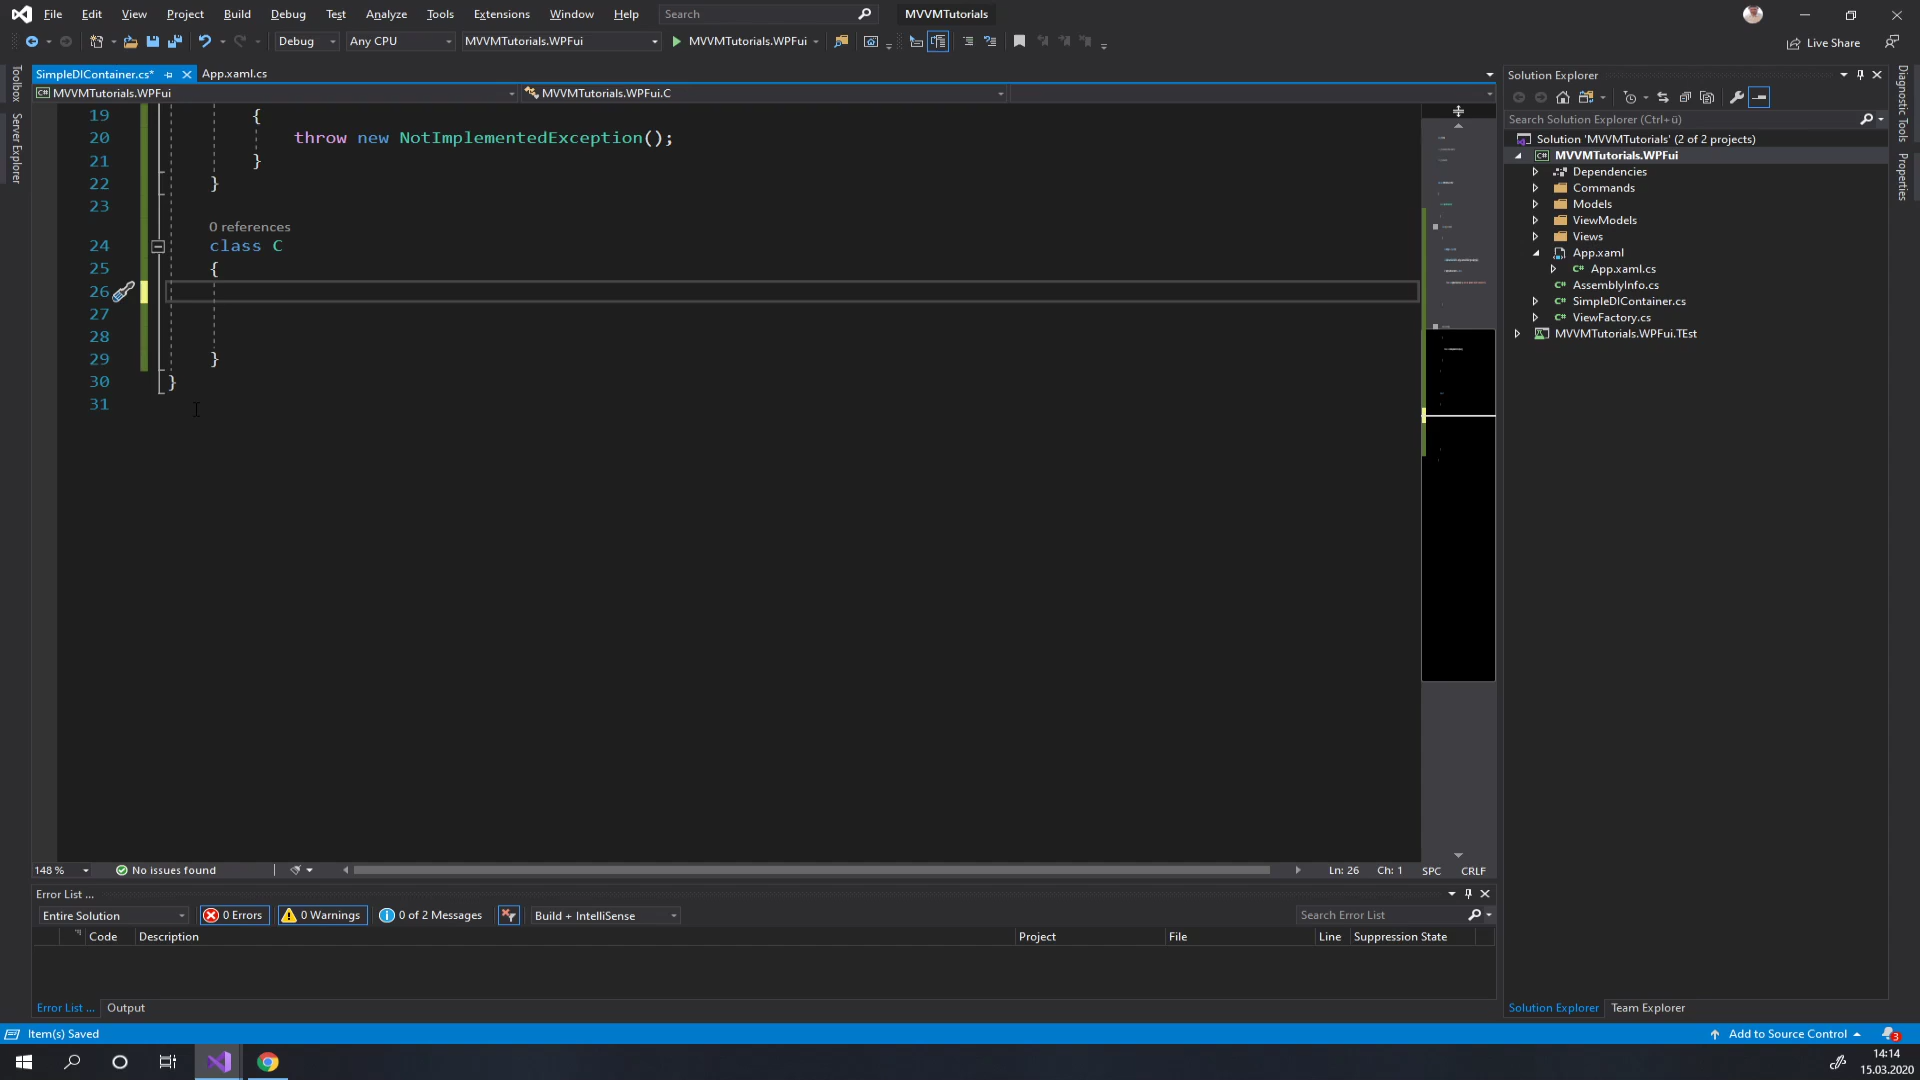 File Edit View Project Build Debug Test Analyze Tools Extensions Window Help Search MVVMTutorials
Debug Any CPU MVVMTutorials.WPFui MVVMTutorials.WPFui Live Share
SimpleDIContainer.cs* App.xaml.cs
MVVMTutorials.WPFui MVVMTutorials.WPFui.C
Toolbox
Server Explorer
19 {
20 throw new NotImplementedException();
21 }
22 }
23
0 references
24 class C
25 {
26
27
28
29 }
30 }
31
148 % No issues found Ln: 26 Ch: 1 SPC CRLF
Error List ...
Entire Solution 0 Errors 0 Warnings 0 of 2 Messages Build + IntelliSense Search Error List
Code Description Project File Line Suppression State
Error List ... Output
Solution Explorer
Search Solution Explorer (Ctrl+ü)
Solution 'MVVMTutorials' (2 of 2 projects)
MVVMTutorials.WPFui
Dependencies
Commands
Models
ViewModels
Views
App.xaml
App.xaml.cs
AssemblyInfo.cs
SimpleDIContainer.cs
ViewFactory.cs
MVVMTutorials.WPFui.TEst
Solution Explorer Team Explorer
Diagnostic Tools
Properties
Item(s) Saved Add to Source Control 3
14:14
15.03.2020